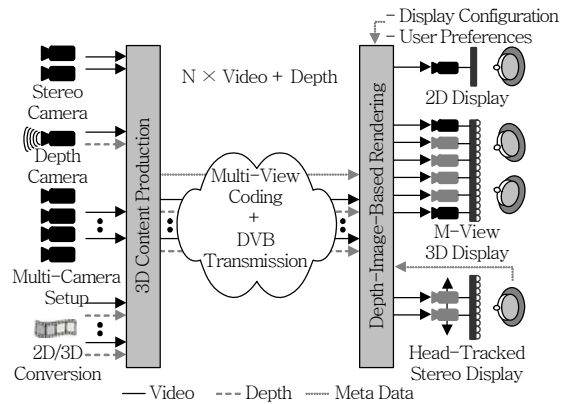 Display Configuration
User Preferences
N × Video + Depth
Stereo
Camera
Depth
Camera
Multi-Camera
Setup
2D/3D
Conversion
3D Content Production
Multi-View
Coding
+
DVB
Transmission
Depth-Image-Based Rendering
2D Display
M-View
3D Display
Head-Tracked
Stereo Display
Video
Depth
Meta Data